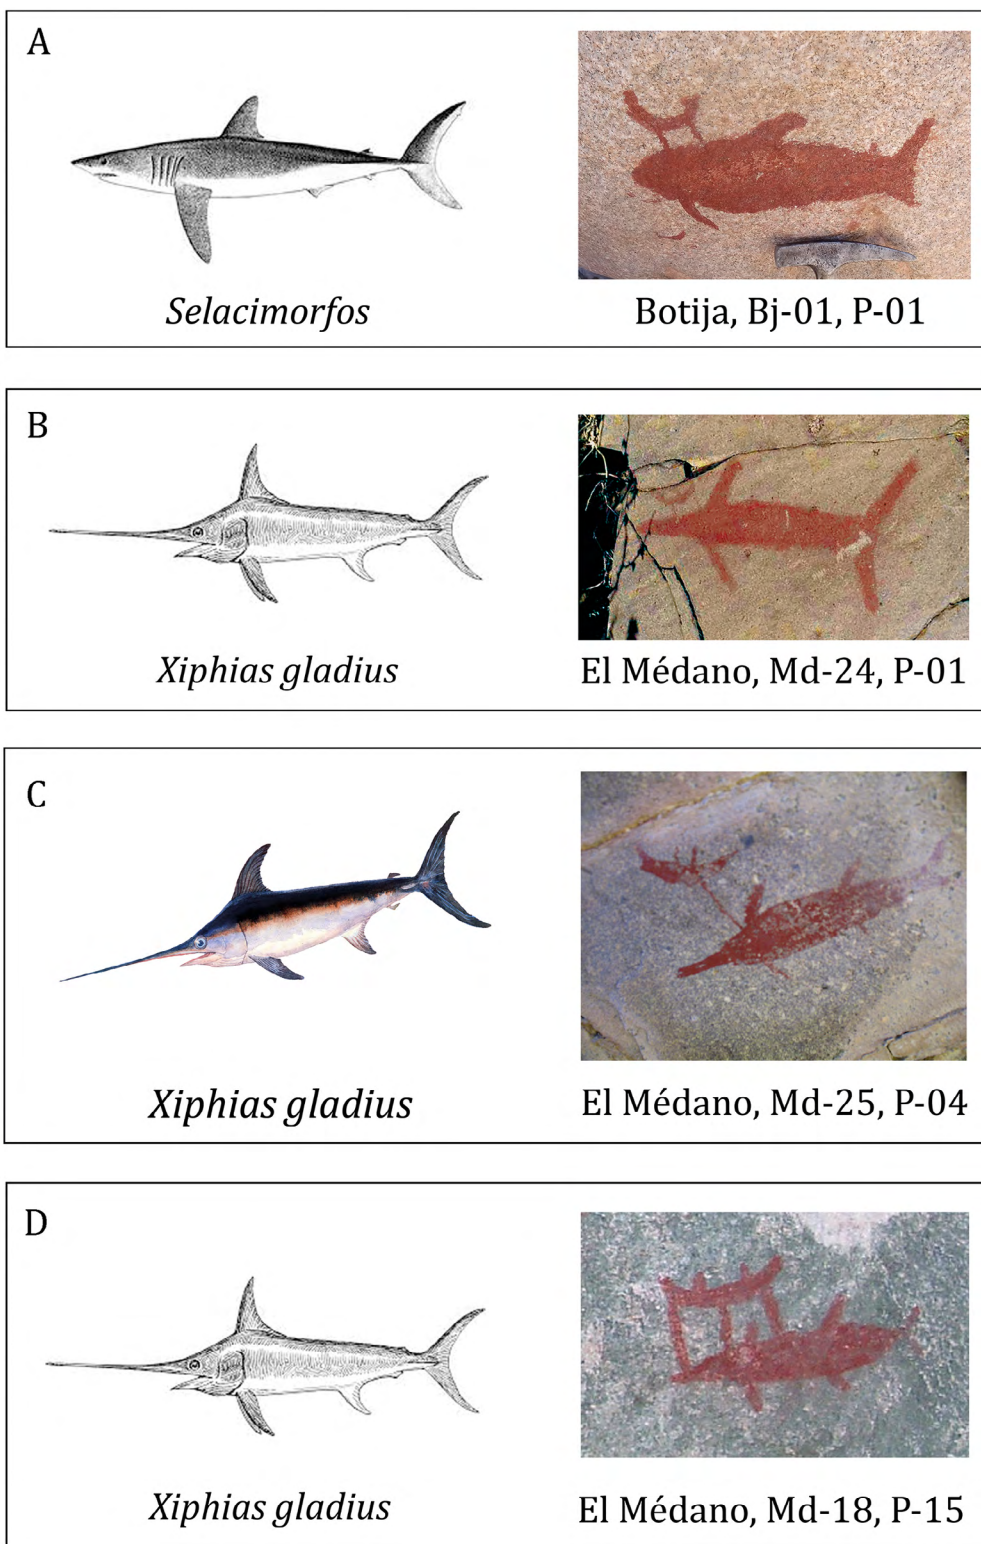 A
Selacimorfos
Botija, Bj-01, P-01
B
Xiphias gladius
El Médano, Md-24, P-01
C
Xiphias gladius
El Médano, Md-25, P-04
D
Xiphias gladius
El Médano, Md-18, P-15